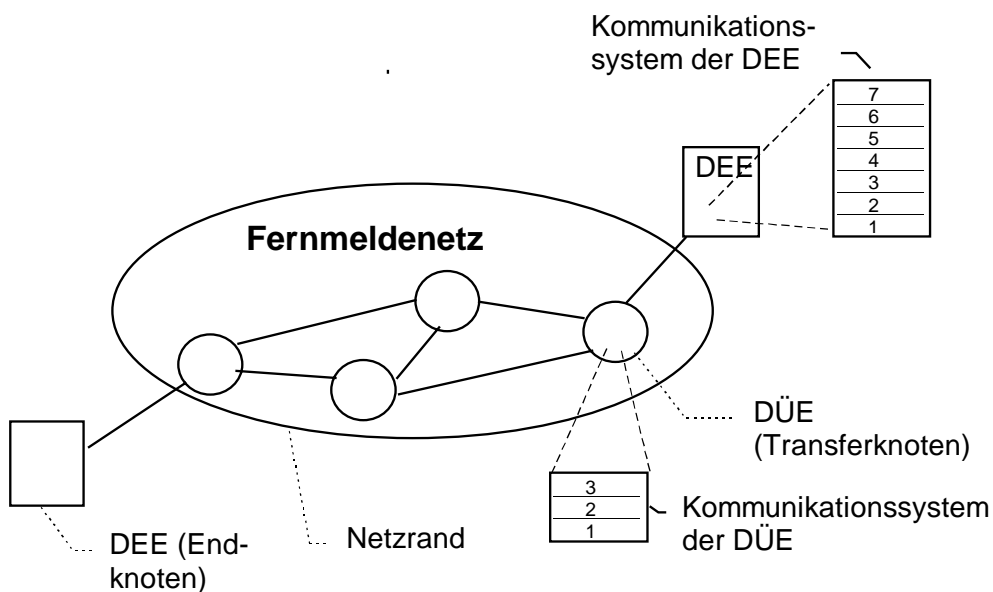 Kommunikations-
system der DEE
7
6
5
4
3
2
1
DEE
Fernmeldenetz
DÜE
(Transferknoten)
3
2
1
Kommunikationssystem
der DÜE
Netzrand
DEE (End-
knoten)